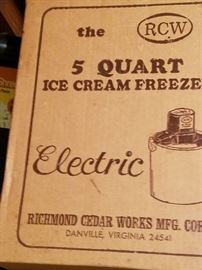 the RCW
5 QUART
ICE CREAM FREEZE
Electric
RICHMOND CEDAR WORKS MFG. COR
DANVILLE, VIRGINIA 24541